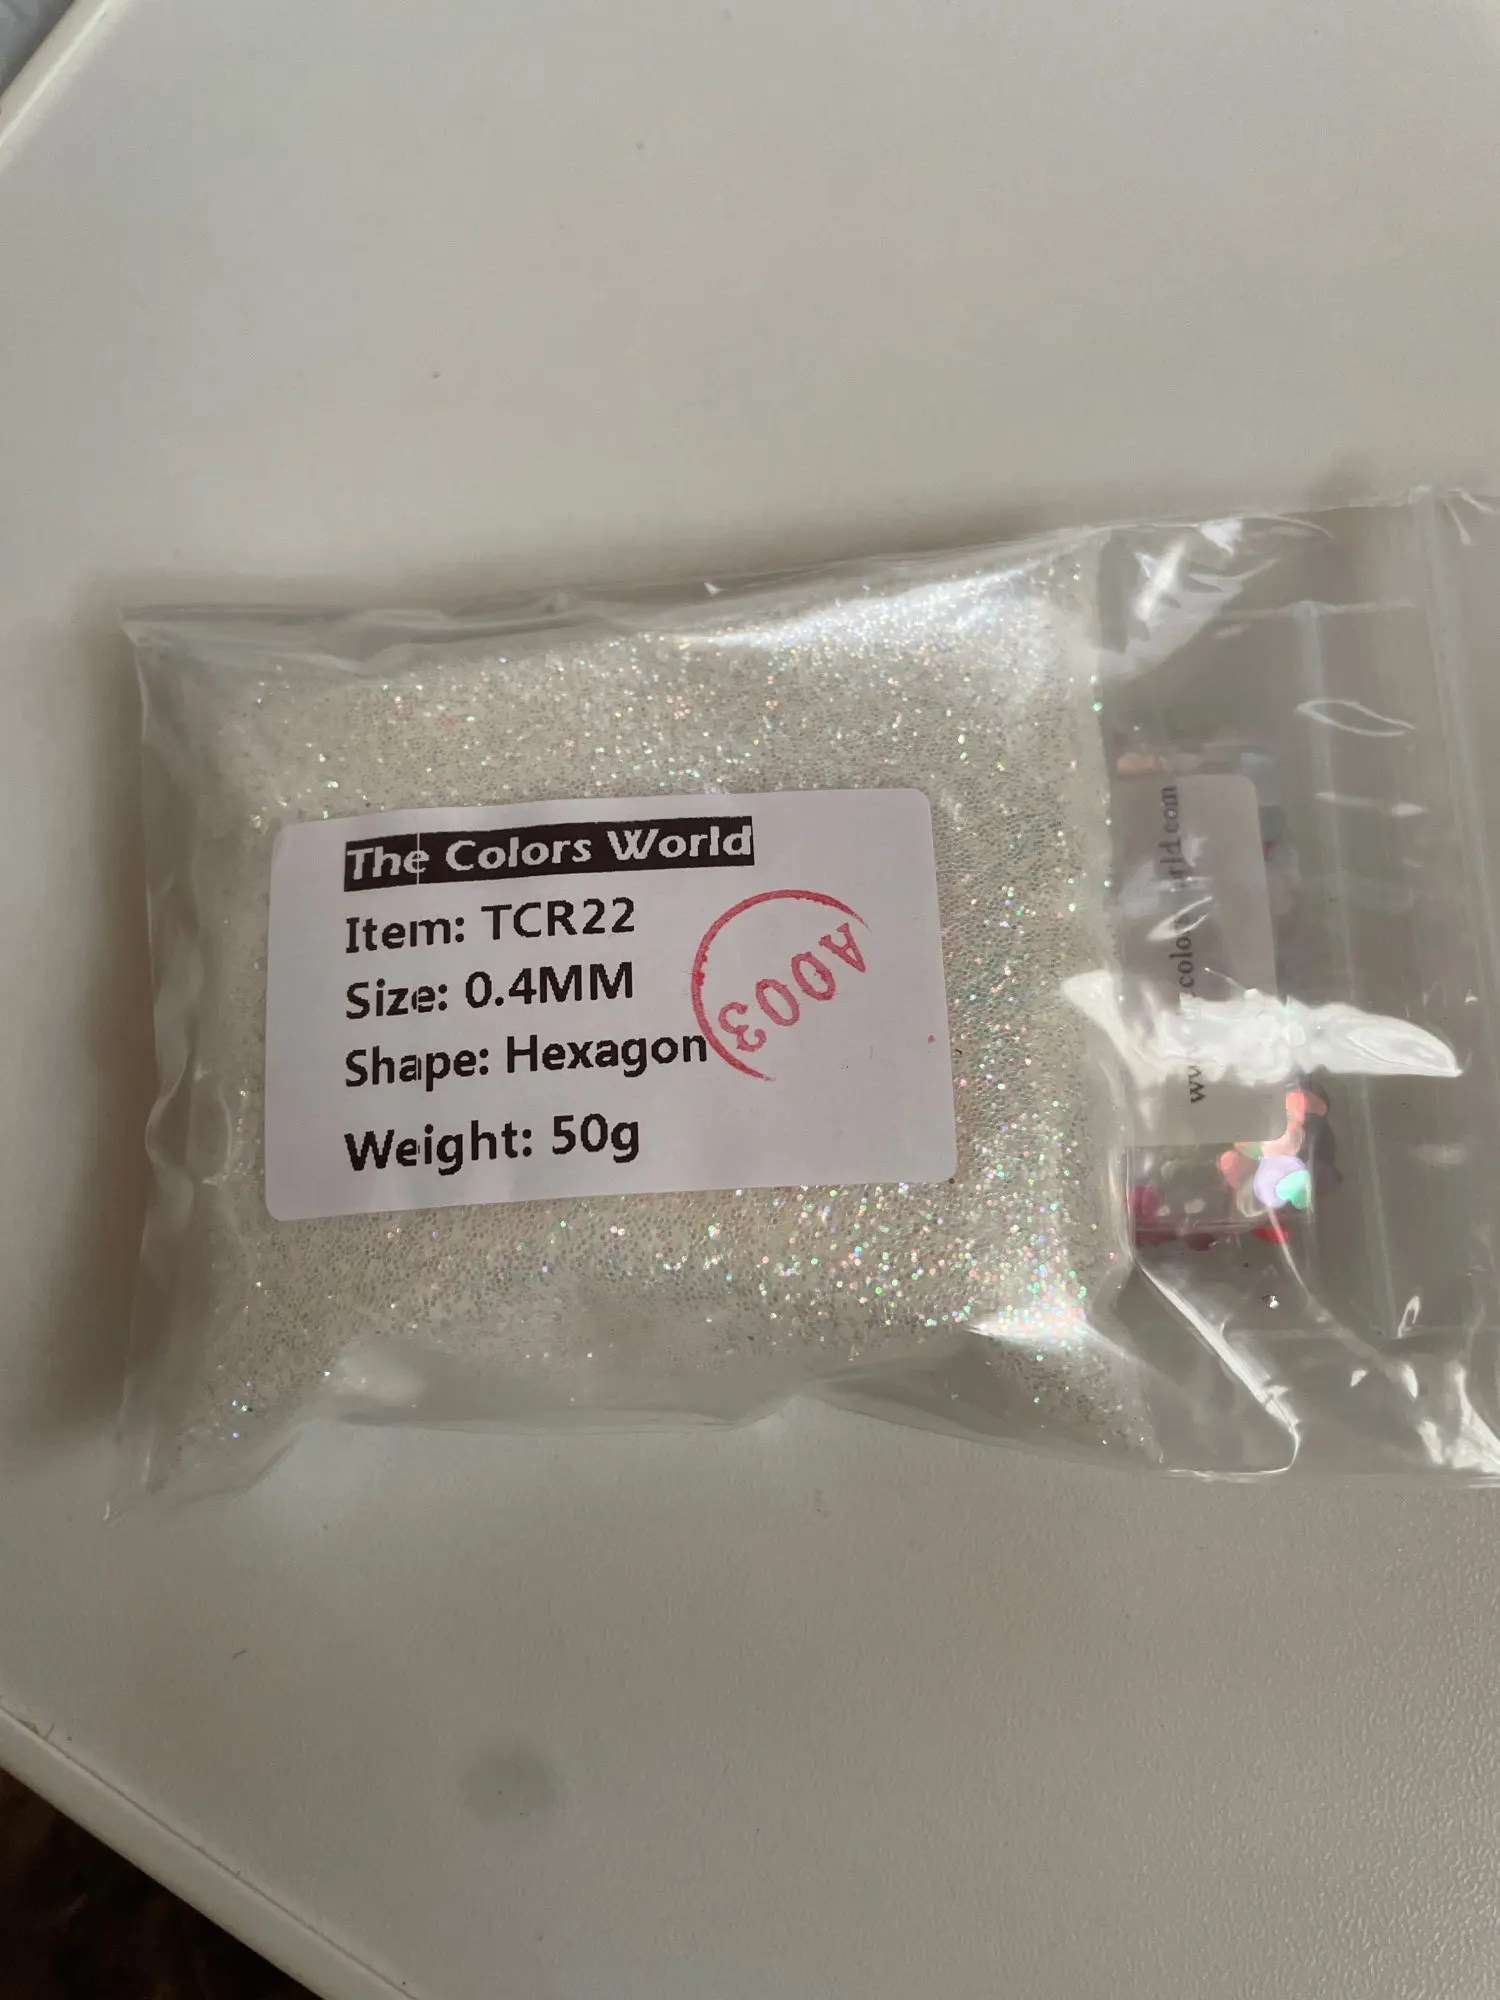 The Colors World
Item: TCR22
Size: 0.4MM
Shape: Hexagon
Weight: 50g
A003